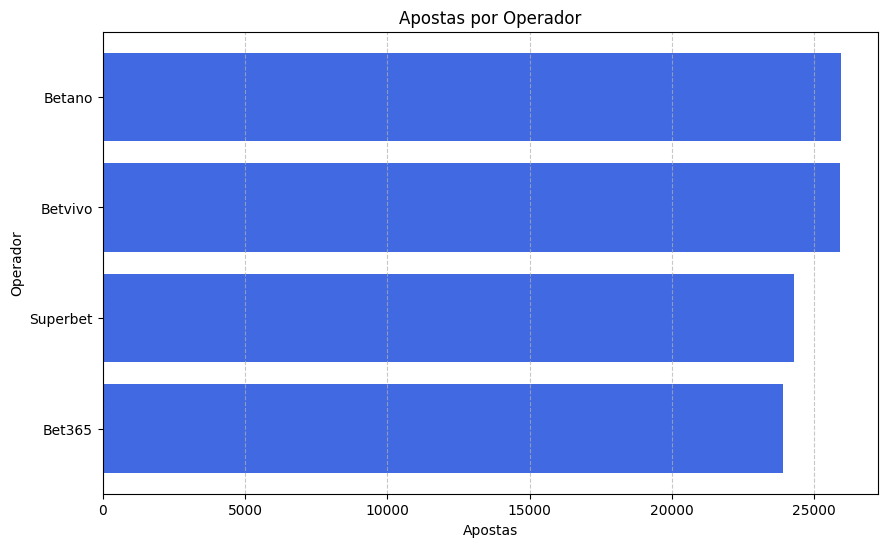 Apostas por Operador
Operador
Betano
Betvivo
Superbet
Bet365
0 5000 10000 15000 20000 25000
Apostas